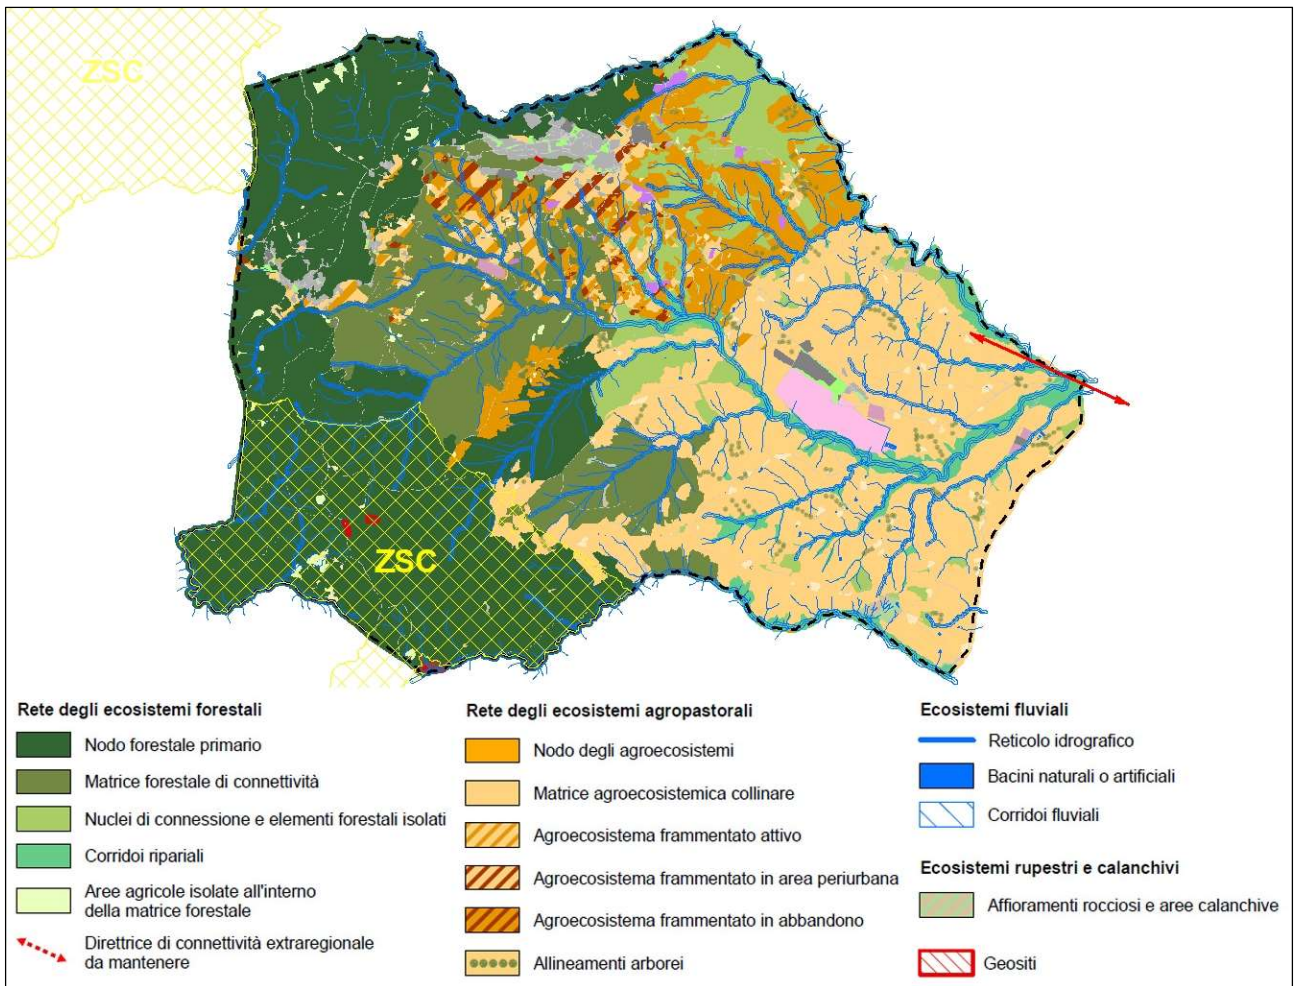 ZSC
ZSC
Rete degli ecosistemi forestali
Nodo forestale primario
Matrice forestale di connettività
Nuclei di connessione e elementi forestali isolati
Corridoi ripariali
Aree agricole isolate all'interno
della matrice forestale
Direttrice di connettività extraregionale
da mantenere
Rete degli ecosistemi agropastorali
Nodo degli agroecosistemi
Matrice agroecosistemica collinare
Agroecosistema frammentato attivo
Agroecosistema frammentato in area periurbana
Agroecosistema frammentato in abbandono
Allineamenti arborei
Ecosistemi fluviali
Reticolo idrografico
Bacini naturali o artificiali
Corridoi fluviali
Ecosistemi rupestri e calanchivi
Affioramenti rocciosi e aree calanchive
Geositi